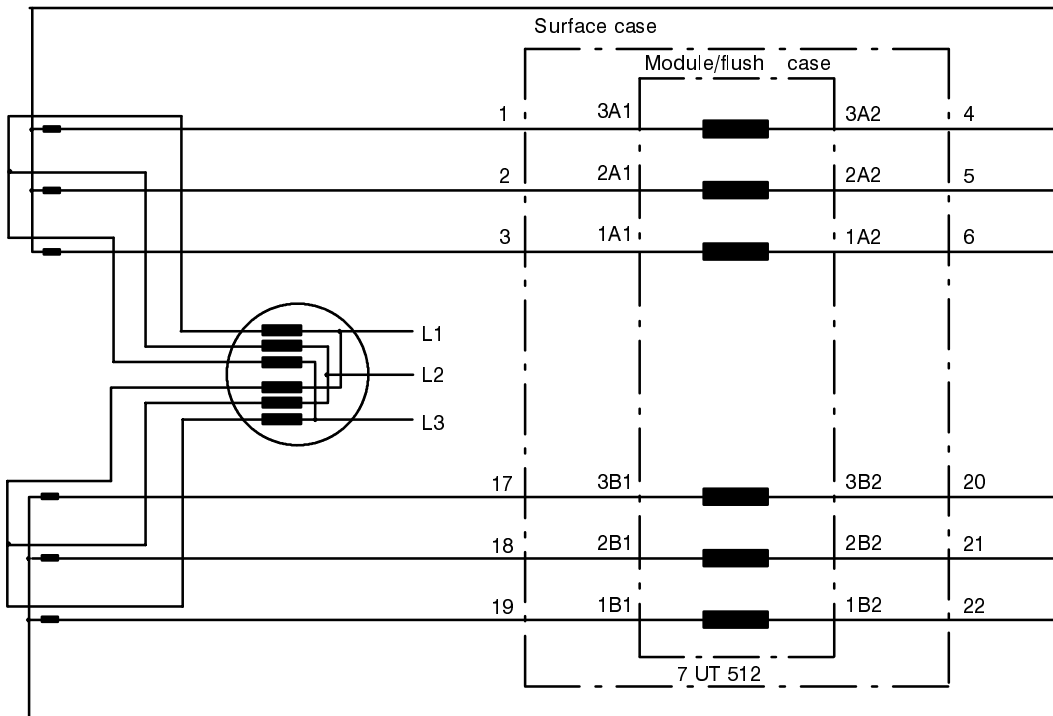 Surface case
Module/flush case
1 3A1 3A2 4
2 2A1 2A2 5
3 1A1 1A2 6
L1
L2
L3
17 3B1 3B2 20
18 2B1 2B2 21
19 1B1 1B2 22
7 UT 512